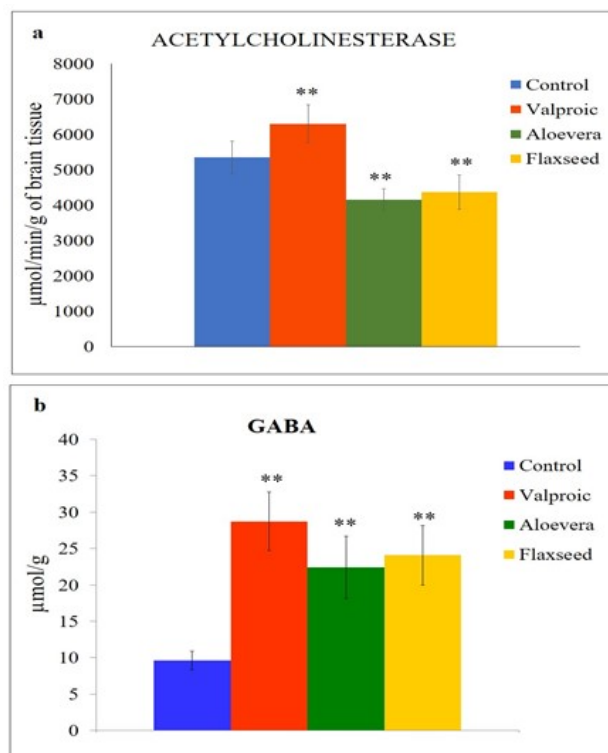 a
ACETYLCHOLINESTERASE
8000
7000
6000
5000
4000
3000
2000
1000
0
µmol/min/g of brain tissue
**
**
**
Control
Valproic
Aloevera
Flaxseed
b
GABA
40
35
30
25
20
15
10
5
0
µmol/g
**
**
**
Control
Valproic
Aloevera
Flaxseed